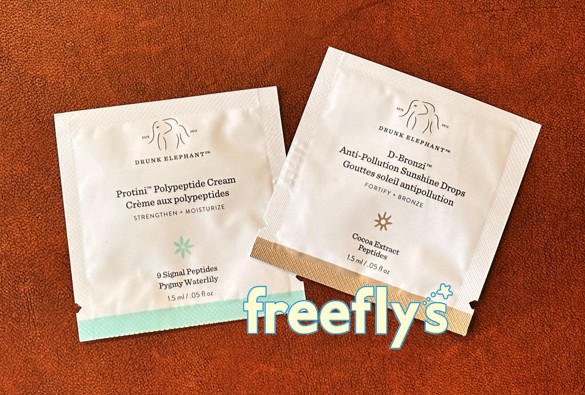 DRUNK ELEPHANT™
Protini™ Polypeptide Cream
Crème aux polypeptides
STRENGTHEN + MOISTURIZE
9 Signal Peptides
Pygmy Waterlily
1.5 ml / .05 fl oz
DRUNK ELEPHANT™
D-Bronzi™
Anti-Pollution Sunshine Drops
Gouttes soleil antipollution
FORTIFY + BRONZE
Cocoa Extract
Peptides
1.5 ml / .05 fl oz
freeflys